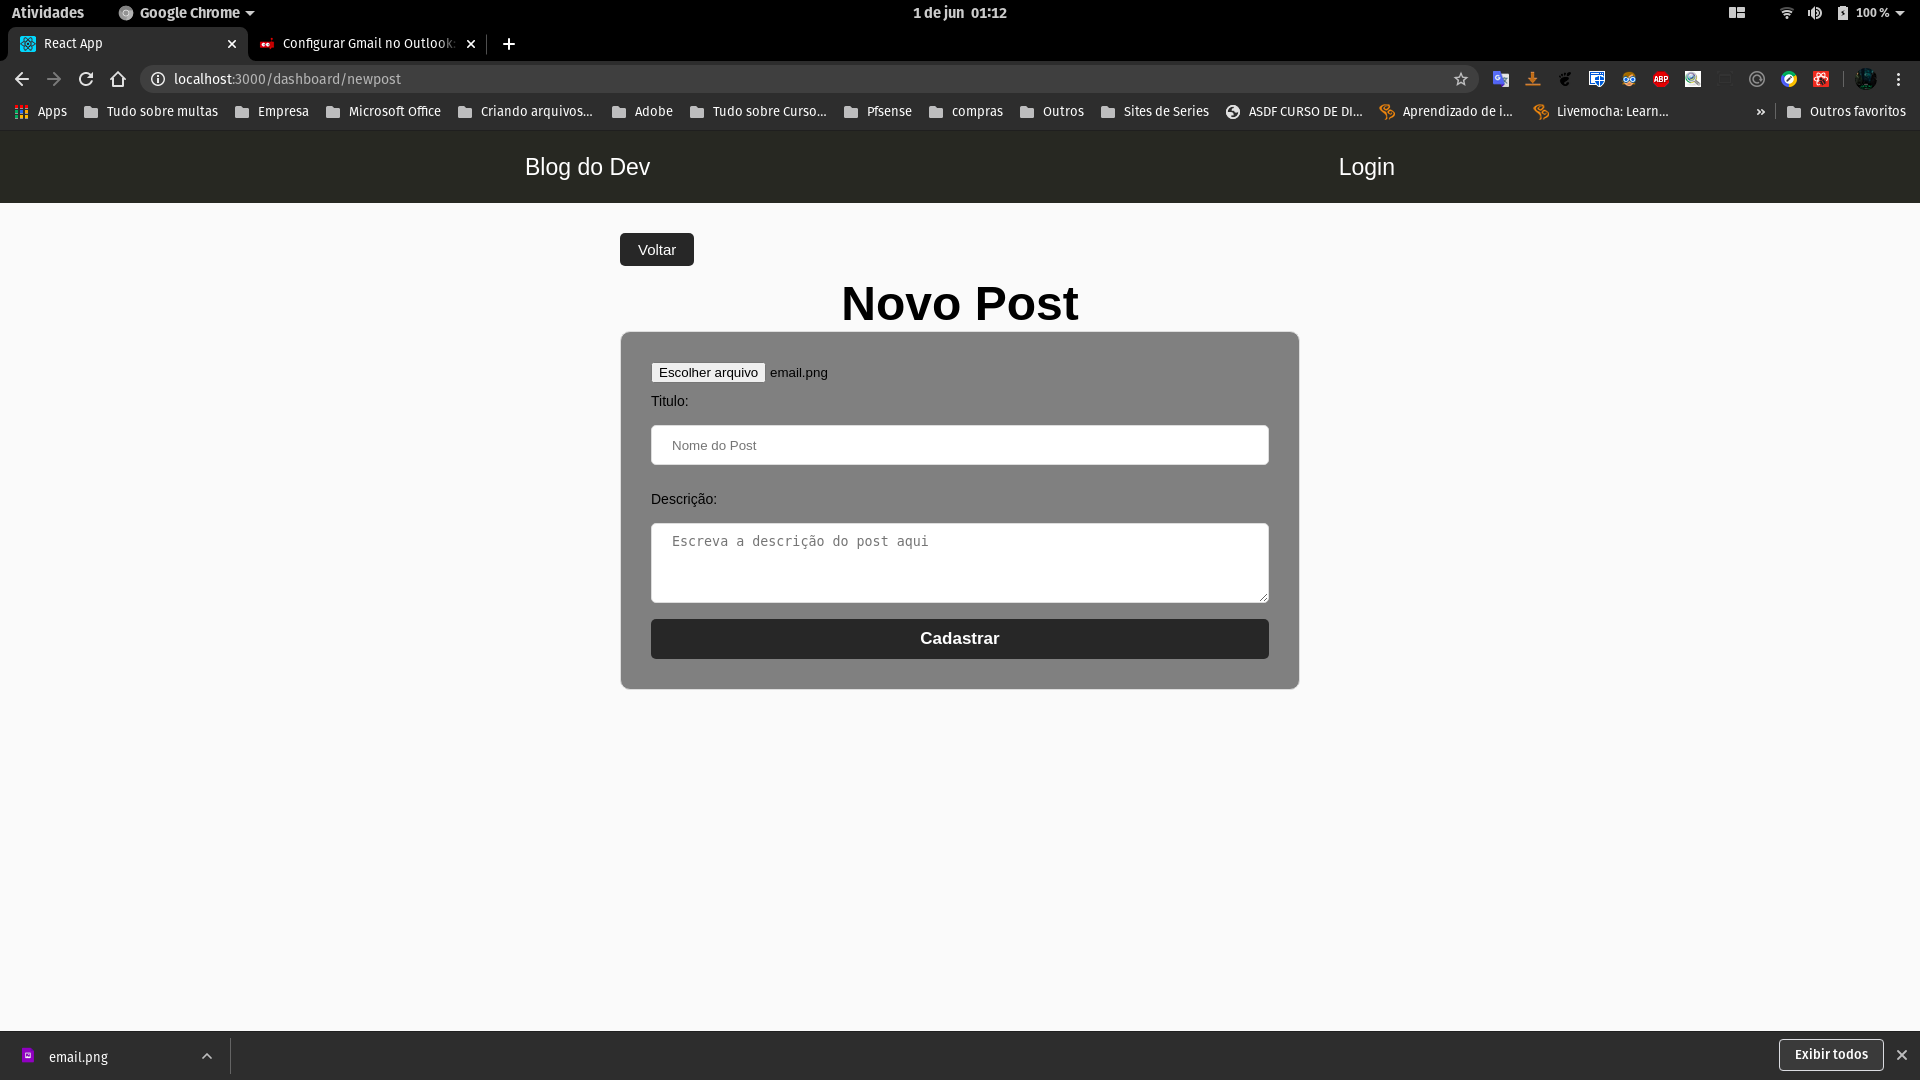 Atividades Google Chrome 1 de jun 01:12 100 %
React App Configurar Gmail no Outlook
localhost:3000/dashboard/newpost ABP
Apps Tudo sobre multas Empresa Microsoft Office Criando arquivos... Adobe Tudo sobre Curso... Pfsense compras Outros Sites de Series ASDF CURSO DE DI... Aprendizado de i... Livemocha: Learn... » Outros favoritos
Blog do Dev Login
Voltar
Novo Post
Escolher arquivo email.png
Titulo:
Nome do Post
Descrição:
Escreva a descrição do post aqui
Cadastrar
email.png Exibir todos